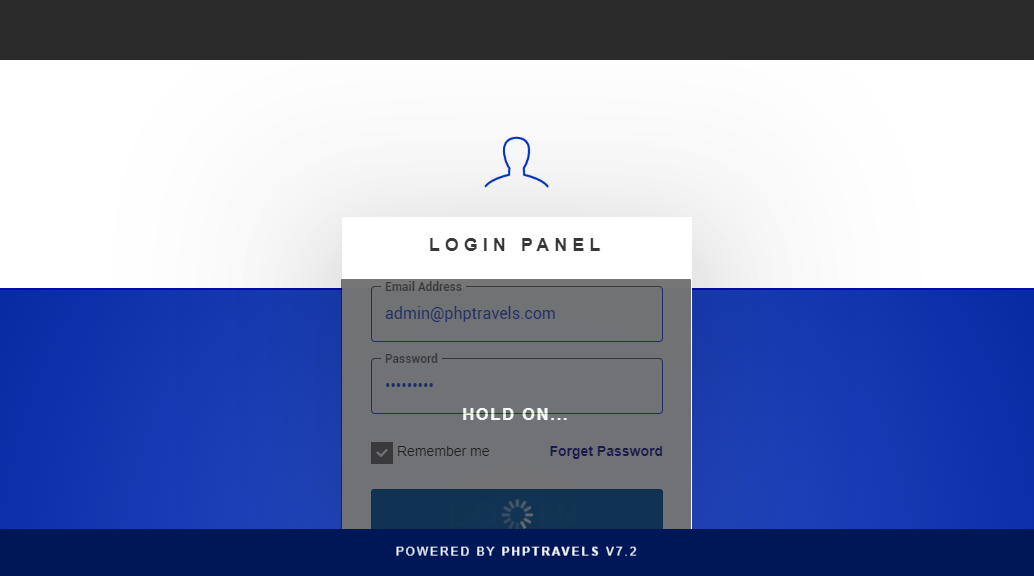 LOGIN PANEL
Email Address
admin@phptravels.com
Password
•••••••••
HOLD ON...
Remember me
Forget Password
POWERED BY PHPTRAVELS V7.2